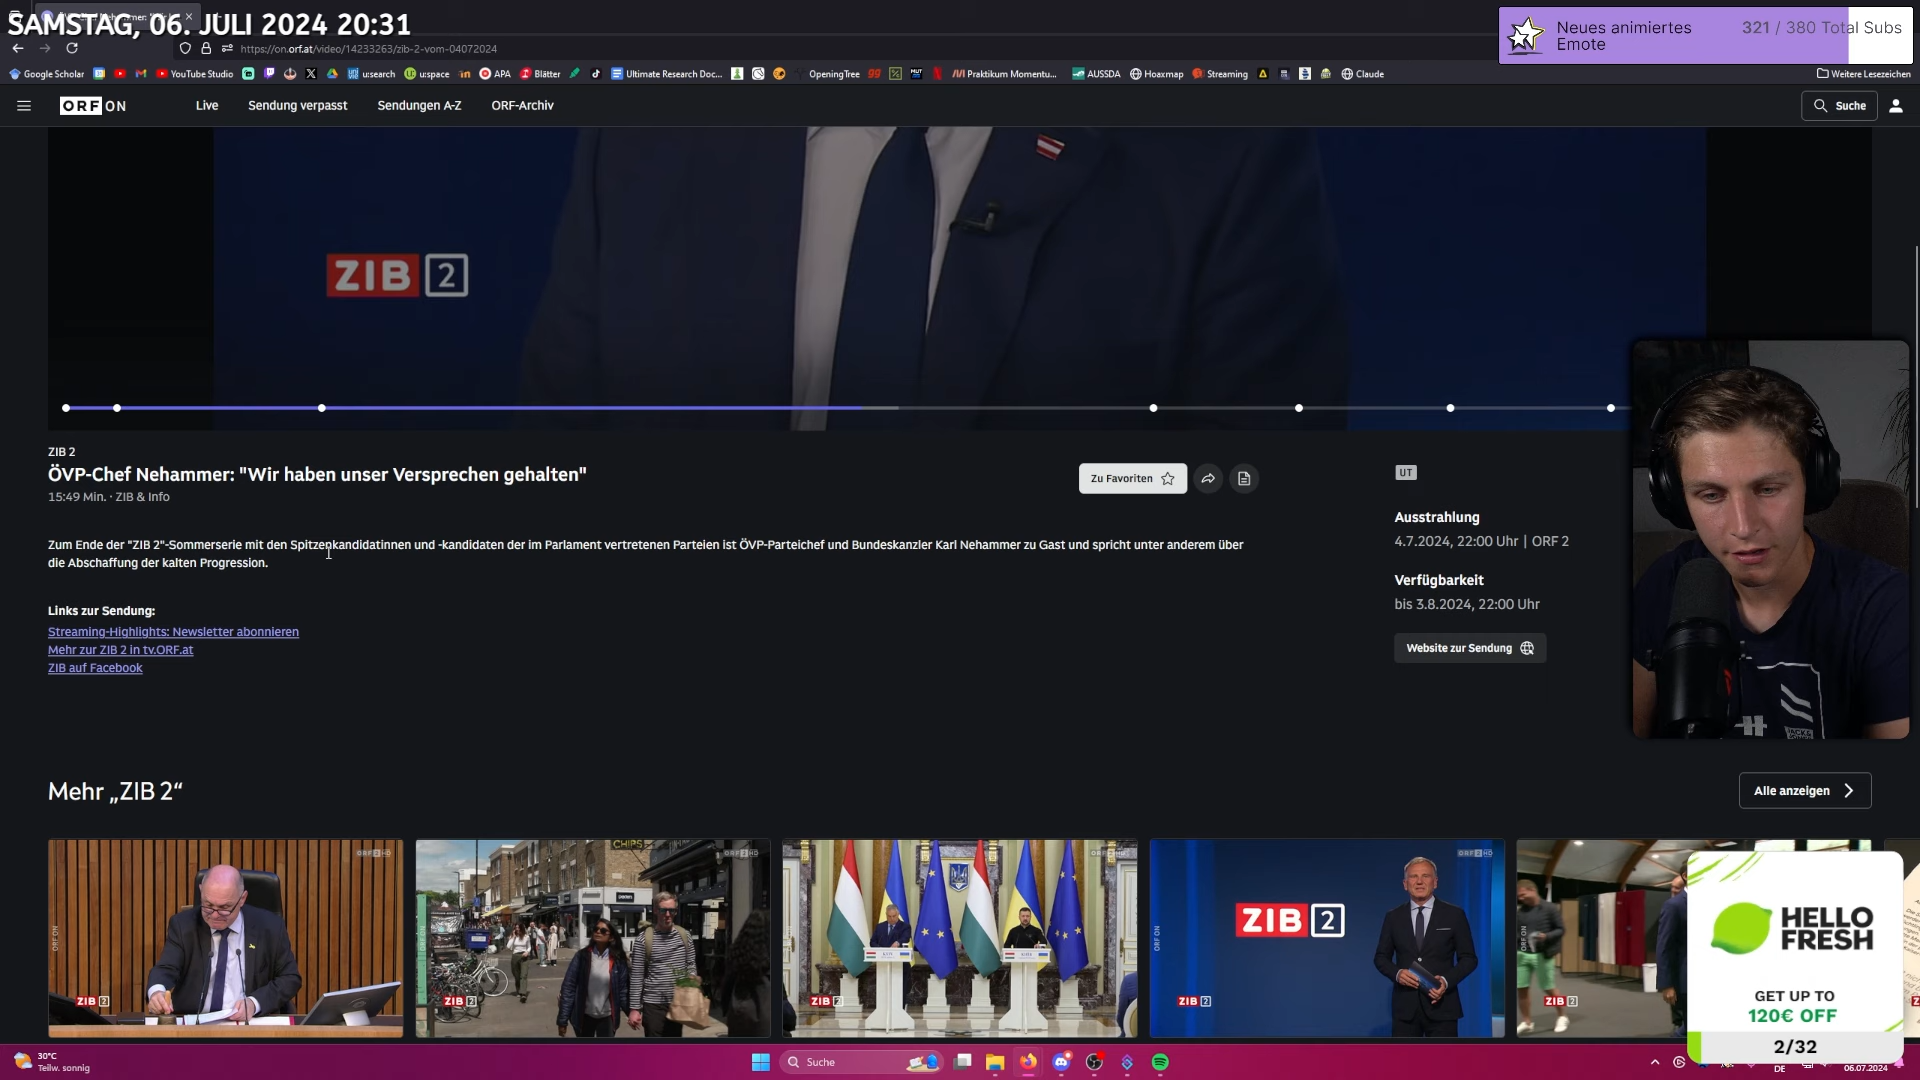 SAMSTAG, 06. JULI 2024 20:31
https://on.orf.at/video/14233263/zib-2-vom-04072024
Neues animiertes
Emote
321 / 380 Total Subs
Google Scholar
YouTube Studio
u:search
u:space
APA
Blätter
Ultimate Research Doc...
OpeningTree
Praktikum Momentu...
AUSSDA
Hoaxmap
Streaming
Claude
Weitere Lesezeichen
ORF ON
Live
Sendung verpasst
Sendungen A-Z
ORF-Archiv
Suche
ZIB 2
ZIB 2
ÖVP-Chef Nehammer: "Wir haben unser Versprechen gehalten"
15:49 Min. · ZIB & Info
Zu Favoriten
UT
Zum Ende der "ZIB 2"-Sommerserie mit den Spitzenkandidatinnen und -kandidaten der im Parlament vertretenen Parteien ist ÖVP-Parteichef und Bundeskanzler Karl Nehammer zu Gast und spricht unter anderem über
die Abschaffung der kalten Progression.
Ausstrahlung
4.7.2024, 22:00 Uhr | ORF 2
Verfügbarkeit
bis 3.8.2024, 22:00 Uhr
Website zur Sendung
Links zur Sendung:
Streaming-Highlights: Newsletter abonnieren
Mehr zur ZIB 2 in tv.ORF.at
ZIB auf Facebook
Mehr „ZIB 2“
Alle anzeigen
CHIPS
ZIB 2
ZIB 2
ZIB 2
ZIB 2
ZIB 2
ZIB 2
HELLO
FRESH
GET UP TO
120€ OFF
2/32
30°C
Teilw. sonnig
Suche
DE
06.07.2024